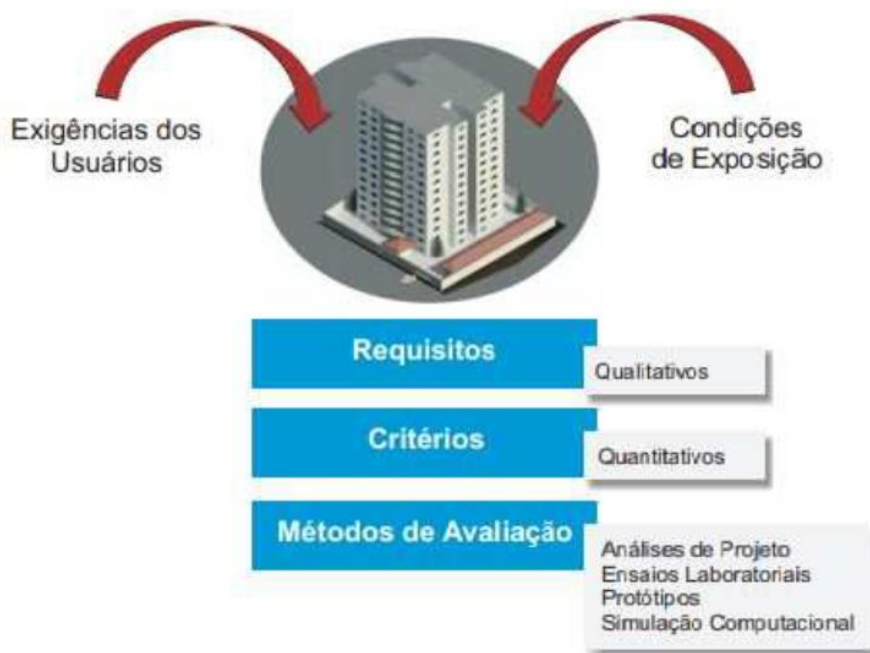 Exigências dos
Usuários
Condições
de Exposição
Requisitos
Qualitativos
Critérios
Quantitativos
Métodos de Avaliação
Análises de Projeto
Ensaios Laboratoriais
Protótipos
Simulação Computacional